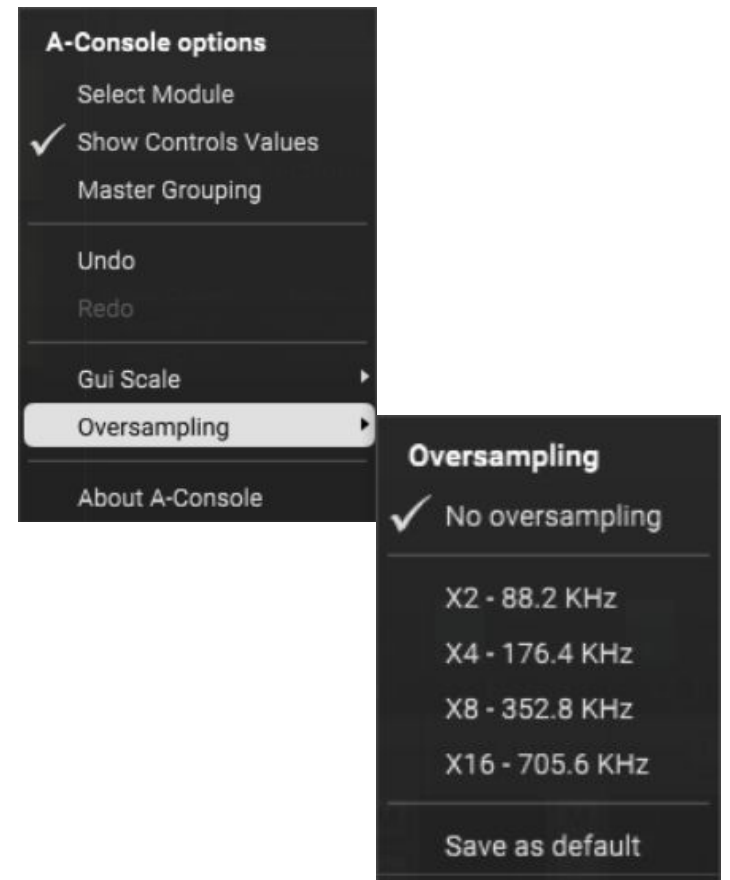 A-Console options
Select Module
Show Controls Values
Master Grouping
Undo
Redo
Gui Scale
Oversampling
About A-Console
Oversampling
No oversampling
X2 - 88.2 KHz
X4 - 176.4 KHz
X8 - 352.8 KHz
X16 - 705.6 KHz
Save as default